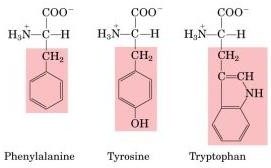 COO⁻ COO⁻ COO⁻
H₃N⁺—C—H H₃N⁺—C—H H₃N⁺—C—H
CH₂ CH₂ CH₂
C=CH
NH
OH
Phenylalanine Tyrosine Tryptophan